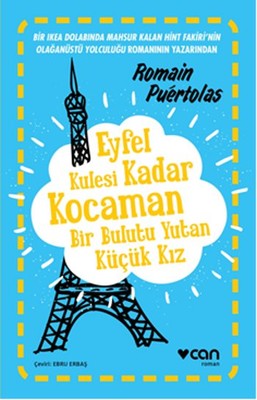 BİR IKEA DOLABINDA MAHSUR KALAN HİNT FAKİRİ'NİN
OLAĞANÜSTÜ YOLCULUĞU ROMANININ YAZARINDAN
Romain
Puértolas
Eyfel
Kulesi Kadar
Kocaman
Bir Bulutu Yutan
Küçük Kız
Çeviri: EBRU ERBAŞ
can
roman